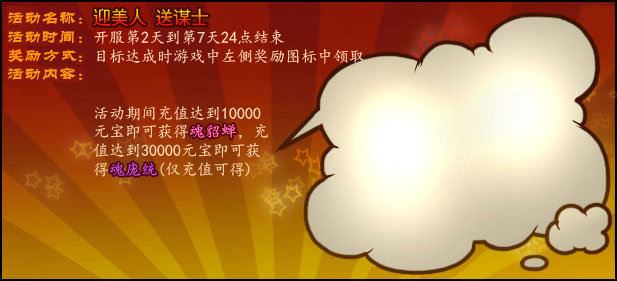 活动名称：迎美人 送谋士
活动时间：开服第2天到第7天24点结束
奖励方式：目标达成时游戏中左侧奖励图标中领取
活动内容：
活动期间充值达到10000
元宝即可获得魂貂蝉，充
值达到30000元宝即可获
得魂庞统(仅充值可得)